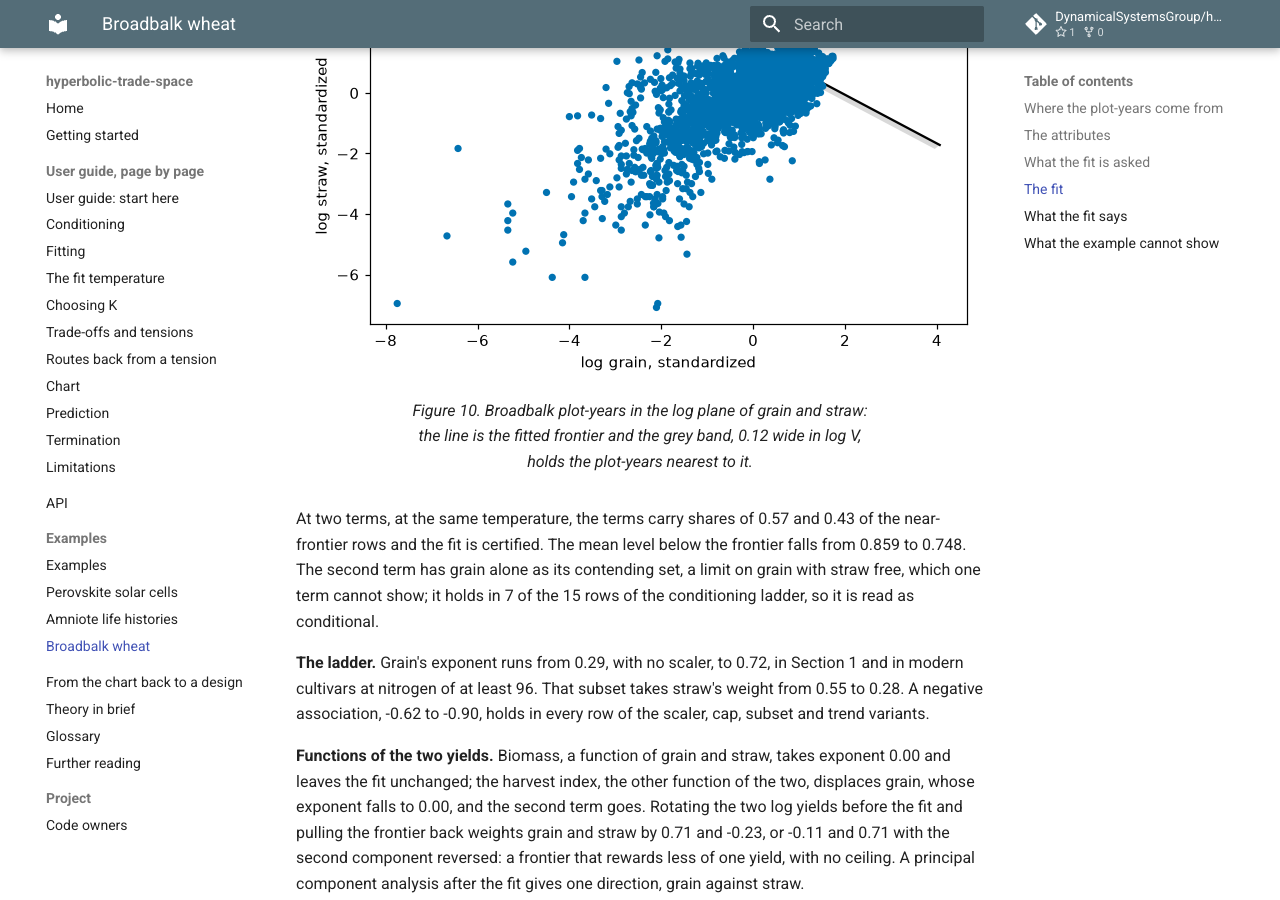 Broadbalk wheat
Search
DynamicalSystemsGroup/h…
1 0
hyperbolic-trade-space
Home
Getting started
User guide, page by page
User guide: start here
Conditioning
Fitting
The fit temperature
Choosing K
Trade-offs and tensions
Routes back from a tension
Chart
Prediction
Termination
Limitations
API
Examples
Examples
Perovskite solar cells
Amniote life histories
Broadbalk wheat
From the chart back to a design
Theory in brief
Glossary
Further reading
Project
Code owners
log straw, standardized
0
−2
−4
−6
−8 −6 −4 −2 0 2 4
log grain, standardized
Figure 10. Broadbalk plot-years in the log plane of grain and straw:
the line is the fitted frontier and the grey band, 0.12 wide in log V,
holds the plot-years nearest to it.
At two terms, at the same temperature, the terms carry shares of 0.57 and 0.43 of the near-
frontier rows and the fit is certified. The mean level below the frontier falls from 0.859 to 0.748.
The second term has grain alone as its contending set, a limit on grain with straw free, which one
term cannot show; it holds in 7 of the 15 rows of the conditioning ladder, so it is read as
conditional.
The ladder. Grain's exponent runs from 0.29, with no scaler, to 0.72, in Section 1 and in modern
cultivars at nitrogen of at least 96. That subset takes straw's weight from 0.55 to 0.28. A negative
association, -0.62 to -0.90, holds in every row of the scaler, cap, subset and trend variants.
Functions of the two yields. Biomass, a function of grain and straw, takes exponent 0.00 and
leaves the fit unchanged; the harvest index, the other function of the two, displaces grain, whose
exponent falls to 0.00, and the second term goes. Rotating the two log yields before the fit and
pulling the frontier back weights grain and straw by 0.71 and -0.23, or -0.11 and 0.71 with the
second component reversed: a frontier that rewards less of one yield, with no ceiling. A principal
component analysis after the fit gives one direction, grain against straw.
Table of contents
Where the plot-years come from
The attributes
What the fit is asked
The fit
What the fit says
What the example cannot show